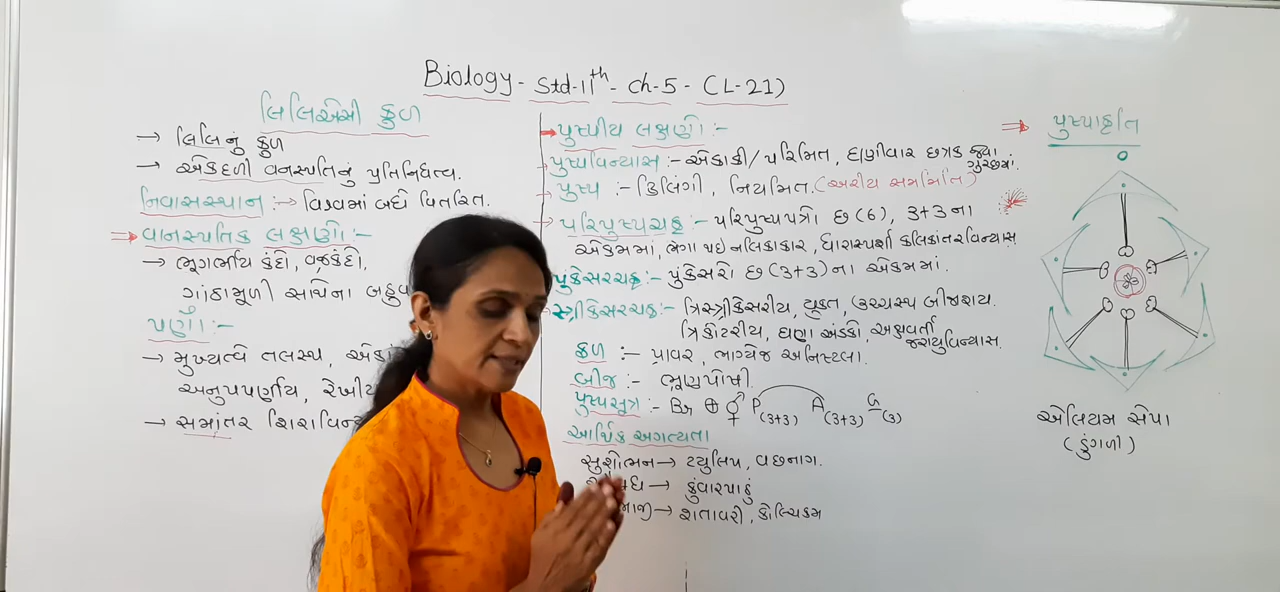 Biology - Std-11th - Ch-5 - (L-21)
લિલિએસી કુળ
→ લિલિનું કુળ
→ એકદળી વનસ્પતિનું પ્રતિનિધિત્વ.
નિવાસસ્થાન :→ વિશ્વમાં બધે વિતરિત.
⇒ વાનસ્પતિક લક્ષણો :-
→ ભૂગર્ભીય કંદો, વજ્રકંદો,
ગાંઠામૂળી સાથેના
પર્ણો :-
→ મુખ્યત્વે તલસ્થ,
અનુપપર્ણીય,
→ સમાંતર
→ પુષ્પીય લક્ષણો :-
→ પુષ્પવિન્યાસ :- એકાકી / પરિમિત, ઘણીવાર છત્રક જેવા ગુચ્છમાં.
→ પુષ્પ :- દ્વિલિંગી, નિયમિત. (અરીય સમમિતિ)
→ પરિપુષ્પચક્ર :- પરિપુષ્પપત્રો છ (6), 3+3 ના
એકમમાં, ભેગા થઇ નલિકાકાર, ધારાસ્પર્શી કલિકાંતરવિન્યાસ
પુંકેસરચક્ર :- પુંકેસરો છ (3+3) ના એકમમાં.
સ્ત્રીકેસરચક્ર :- ત્રિસ્ત્રીકેસરીય, યુક્ત, ઉચ્ચસ્થ બીજાશય.
ત્રિકોટરીય, ઘણા અંડકો, અક્ષવર્તી જરાયુવિન્યાસ.
ફળ :- પ્રાવર, ભાગ્યેજ અનષ્ટિલા.
બીજ :- ભ્રૂણપોષી.
પુષ્પસૂત્ર :- Br ⊕ ⚥ P(3+3) A(3+3) G(3)
આર્થિક અગત્યતા
સુશોભન → ટ્યુલિપ, વછનાગ.
→ કુંવારપાઠું
→ શતાવરી, કોલ્ચિકમ
⇒ પુષ્પાકૃતિ
એલિયમ સેપા
(ડુંગળી)